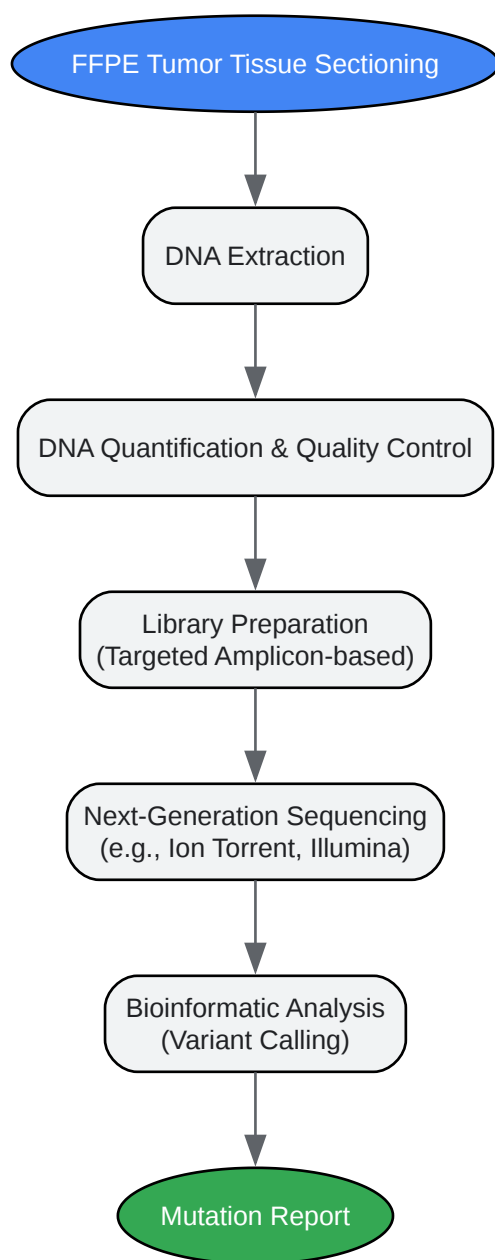 FFPE Tumor Tissue Sectioning
DNA Extraction
DNA Quantification & Quality Control
Library Preparation
(Targeted Amplicon-based)
Next-Generation Sequencing
(e.g., Ion Torrent, Illumina)
Bioinformatic Analysis
(Variant Calling)
Mutation Report